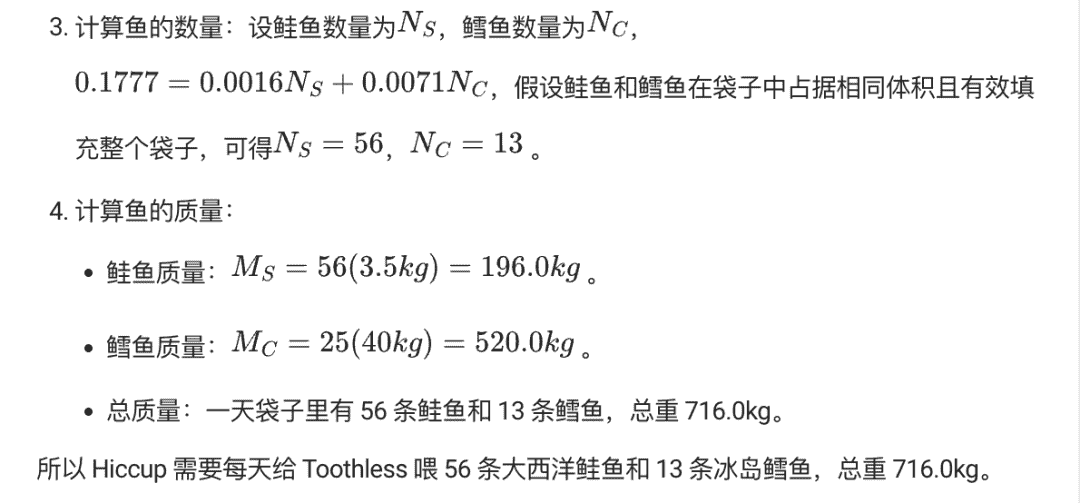 3. 计算鱼的数量：设鲑鱼数量为N_S，鳕鱼数量为N_C，
0.1777 = 0.0016N_S + 0.0071N_C，假设鲑鱼和鳕鱼在袋子中占据相同体积且有效填
充整个袋子，可得N_S = 56，N_C = 13。
4. 计算鱼的质量：
• 鲑鱼质量：M_S = 56(3.5kg) = 196.0kg。
• 鳕鱼质量：M_C = 25(40kg) = 520.0kg。
• 总质量：一天袋子里有 56 条鲑鱼和 13 条鳕鱼，总重 716.0kg。
所以 Hiccup 需要每天给 Toothless 喂 56 条大西洋鲑鱼和 13 条冰岛鳕鱼，总重 716.0kg。